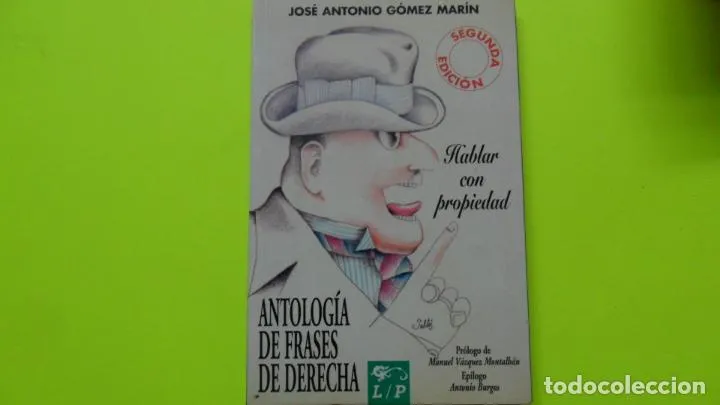 JOSÉ ANTONIO GÓMEZ MARÍN
SEGUNDA
EDICIÓN
Hablar
con
propiedad
ANTOLOGÍA
DE FRASES
DE DERECHA
L/P
Prólogo de
Manuel Vázquez Montalbán
Epílogo
Antonio Burgos
todocoleccion